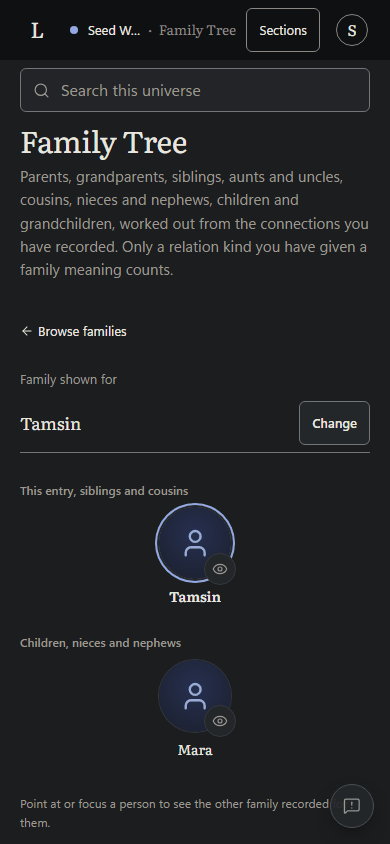 L
Seed W... · Family Tree
Sections
S
Search this universe
Family Tree
Parents, grandparents, siblings, aunts and uncles,
cousins, nieces and nephews, children and
grandchildren, worked out from the connections you
have recorded. Only a relation kind you have given a
family meaning counts.
Browse families
Family shown for
Tamsin
Change
This entry, siblings and cousins
Tamsin
Children, nieces and nephews
Mara
Point at or focus a person to see the other family recorded
them.